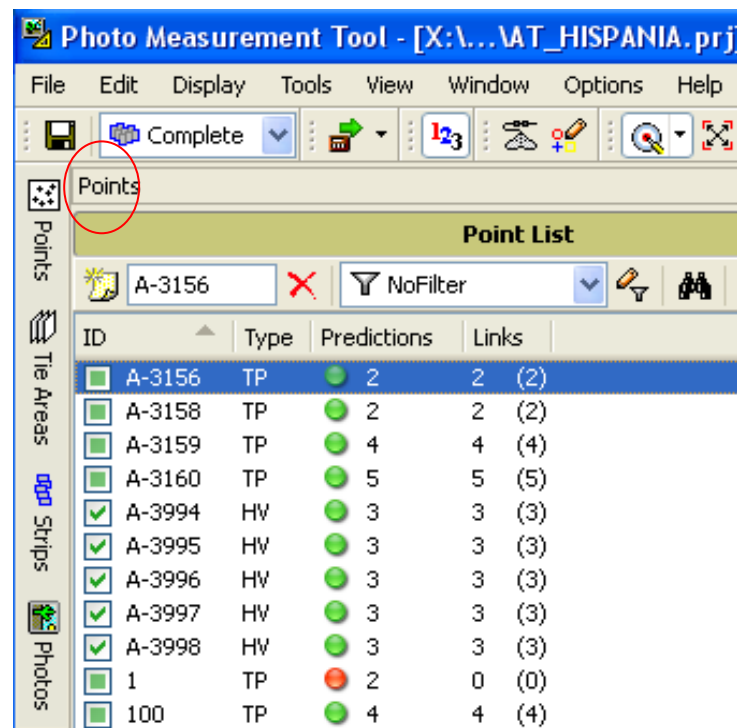 Photo Measurement Tool - [X:\...\AT_HISPANIA.prj]
File Edit Display Tools View Window Options Help
Complete 123
Points
Point List
A-3156 NoFilter
ID Type Predictions Links
A-3156 TP 2 2 (2)
A-3158 TP 2 2 (2)
A-3159 TP 4 4 (4)
A-3160 TP 5 5 (5)
A-3994 HV 3 3 (3)
A-3995 HV 3 3 (3)
A-3996 HV 3 3 (3)
A-3997 HV 3 3 (3)
A-3998 HV 3 3 (3)
1 TP 2 0 (0)
100 TP 4 4 (4)
Points
Tie Areas
Strips
Photos